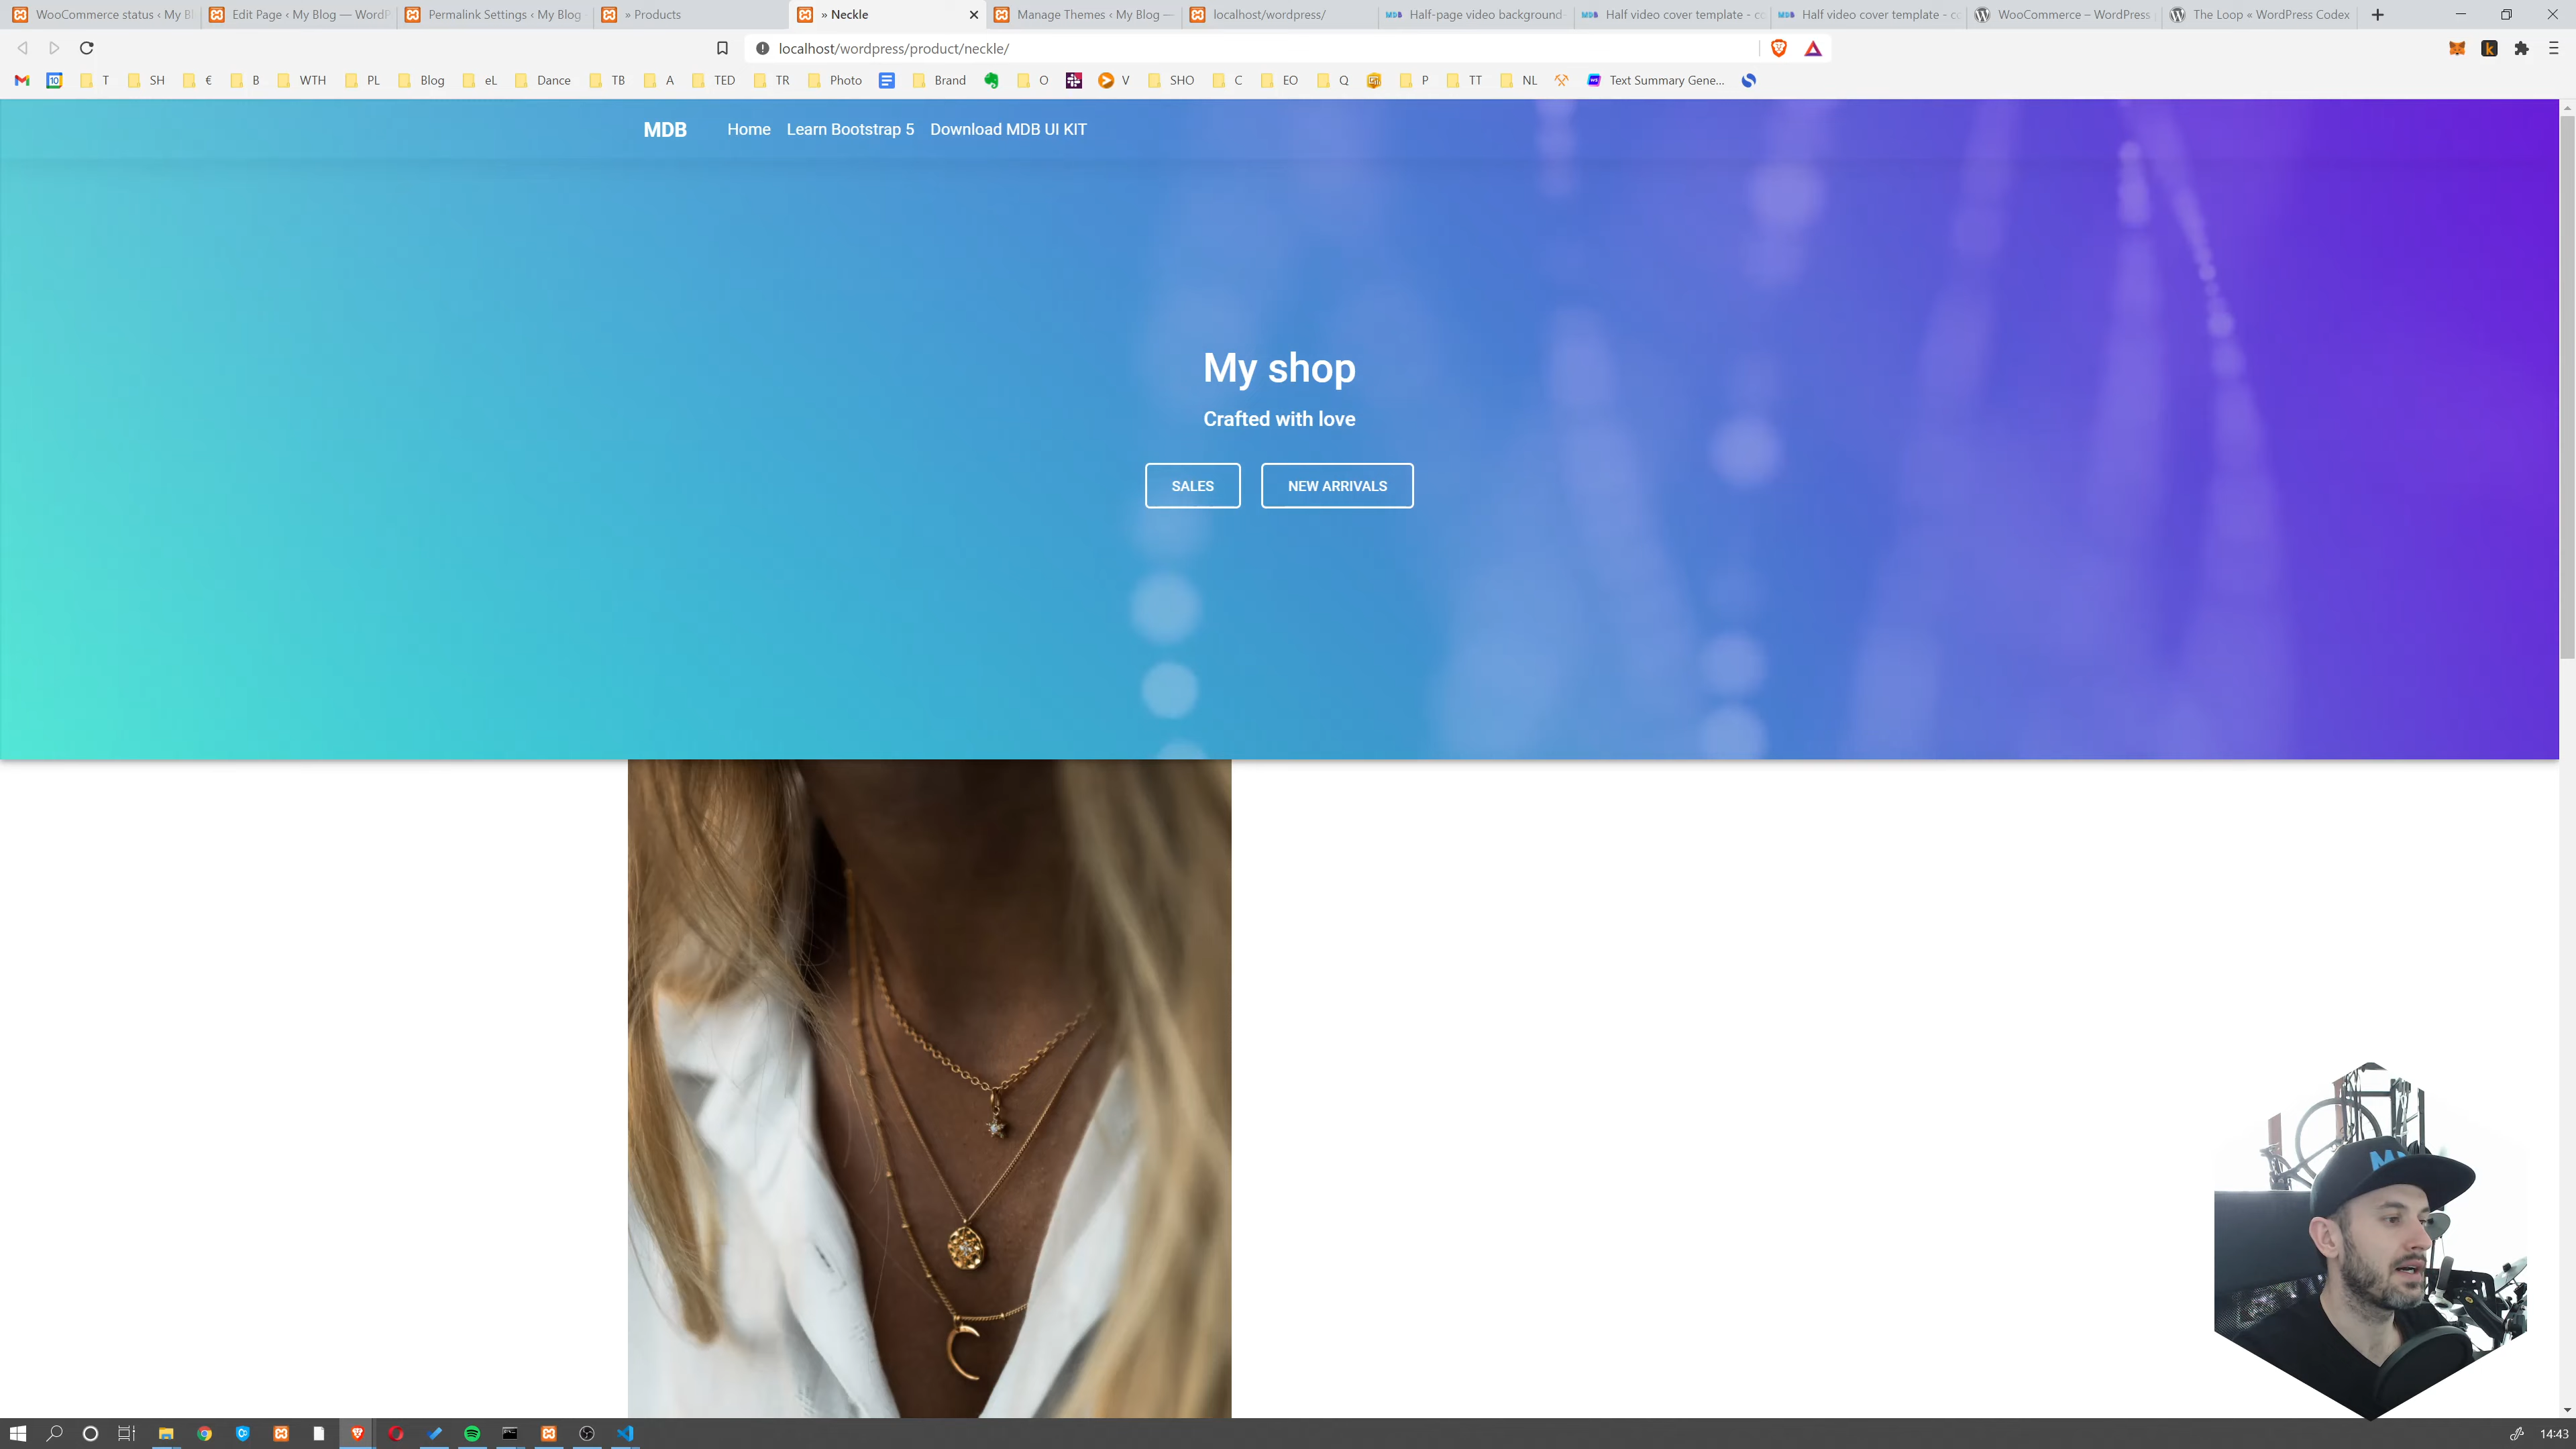 WooCommerce status ‹ My Bl
Edit Page ‹ My Blog — WordP
Permalink Settings ‹ My Blog
» Products
» Neckle
Manage Themes ‹ My Blog —
localhost/wordpress/
Half-page video background
Half video cover template - co
Half video cover template - co
WooCommerce – WordPress
The Loop « WordPress Codex
localhost/wordpress/product/neckle/
10 T SH € B WTH PL Blog eL Dance TB A TED TR Photo Brand O V SHO C EO Q P TT NL Text Summary Gene...
MDB Home Learn Bootstrap 5 Download MDB UI KIT
My shop
Crafted with love
SALES NEW ARRIVALS
14:43